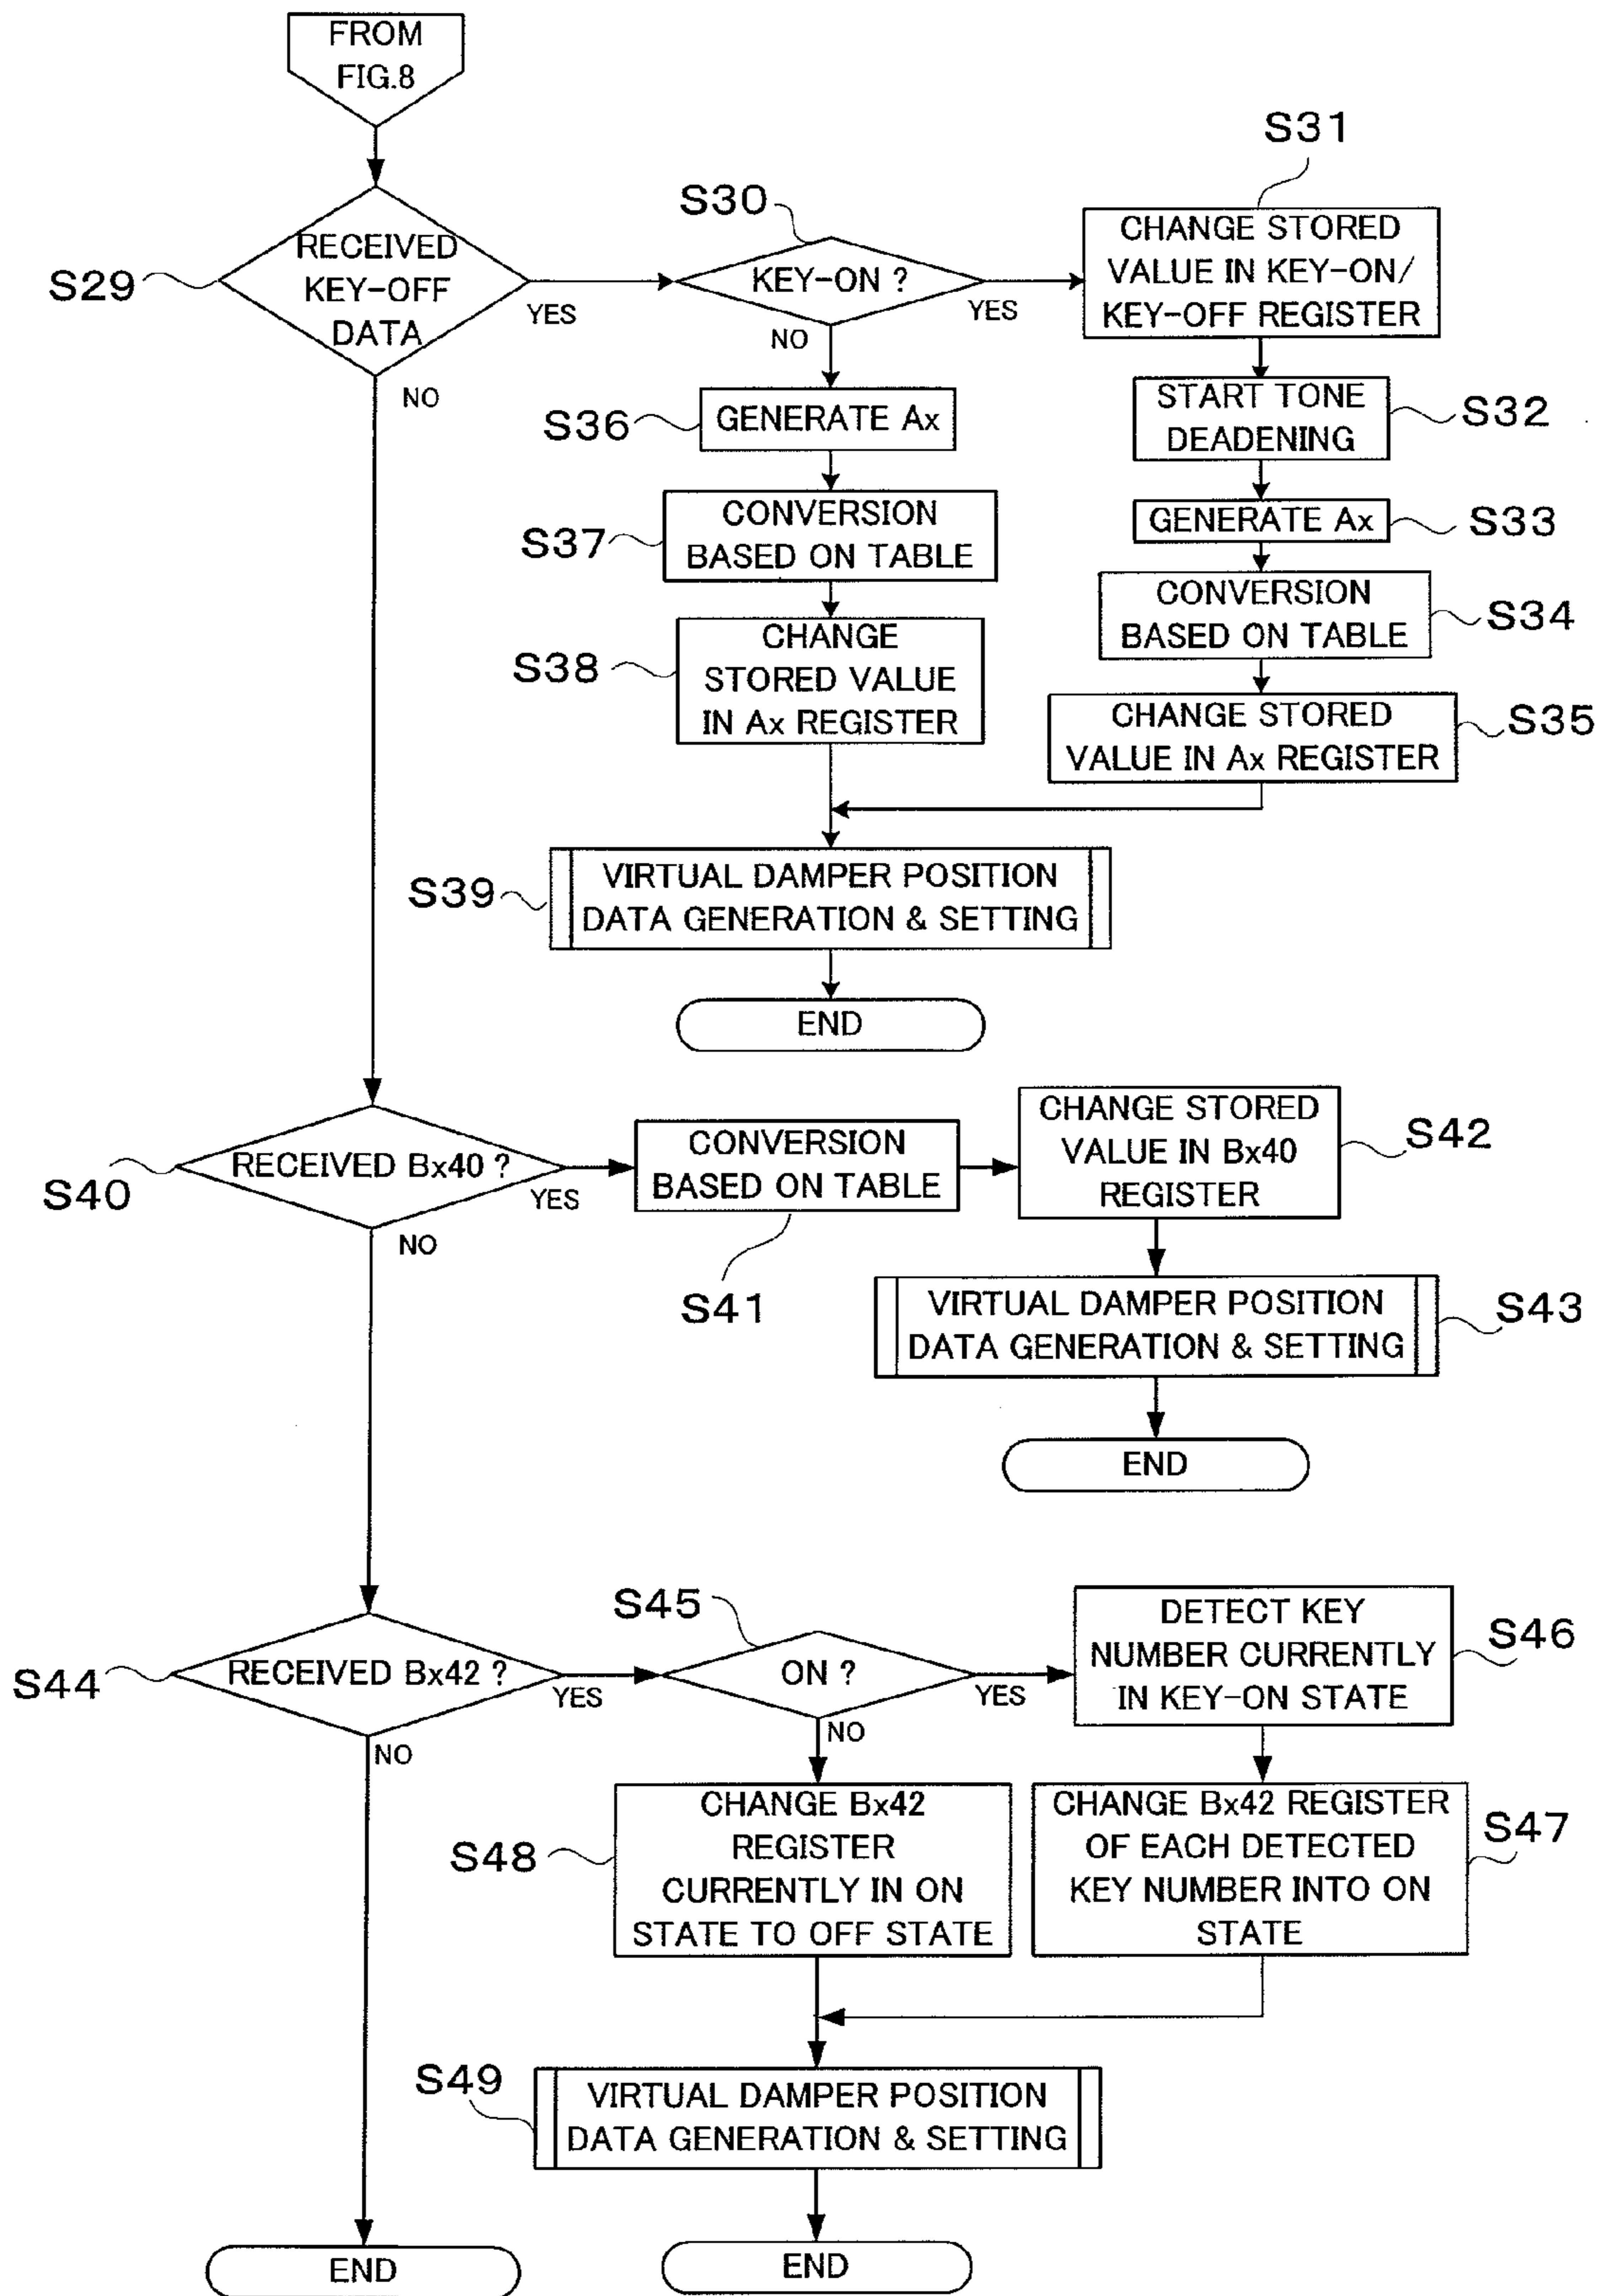 FROM
FIG.8
S31
S30
CHANGE STORED
VALUE IN KEY-ON/
KEY-OFF REGISTER
S29
RECEIVED
KEY-OFF
DATA
YES
KEY-ON ?
YES
NO
NO
S36
GENERATE Ax
START TONE
DEADENING
S32
S37
CONVERSION
BASED ON TABLE
GENERATE Ax
S33
CONVERSION
BASED ON TABLE
S34
S38
CHANGE
STORED VALUE
IN Ax REGISTER
CHANGE STORED
VALUE IN Ax REGISTER
S35
S39
VIRTUAL DAMPER POSITION
DATA GENERATION & SETTING
END
S40
RECEIVED Bx40 ?
YES
NO
CONVERSION
BASED ON TABLE
S41
CHANGE STORED
VALUE IN Bx40
REGISTER
S42
VIRTUAL DAMPER POSITION
DATA GENERATION & SETTING
S43
END
S44
RECEIVED Bx42 ?
YES
NO
S45
ON ?
YES
NO
DETECT KEY
NUMBER CURRENTLY
IN KEY-ON STATE
S46
S48
CHANGE Bx42
REGISTER
CURRENTLY IN ON
STATE TO OFF STATE
CHANGE Bx42 REGISTER
OF EACH DETECTED
KEY NUMBER INTO ON
STATE
S47
S49
VIRTUAL DAMPER POSITION
DATA GENERATION & SETTING
END
END